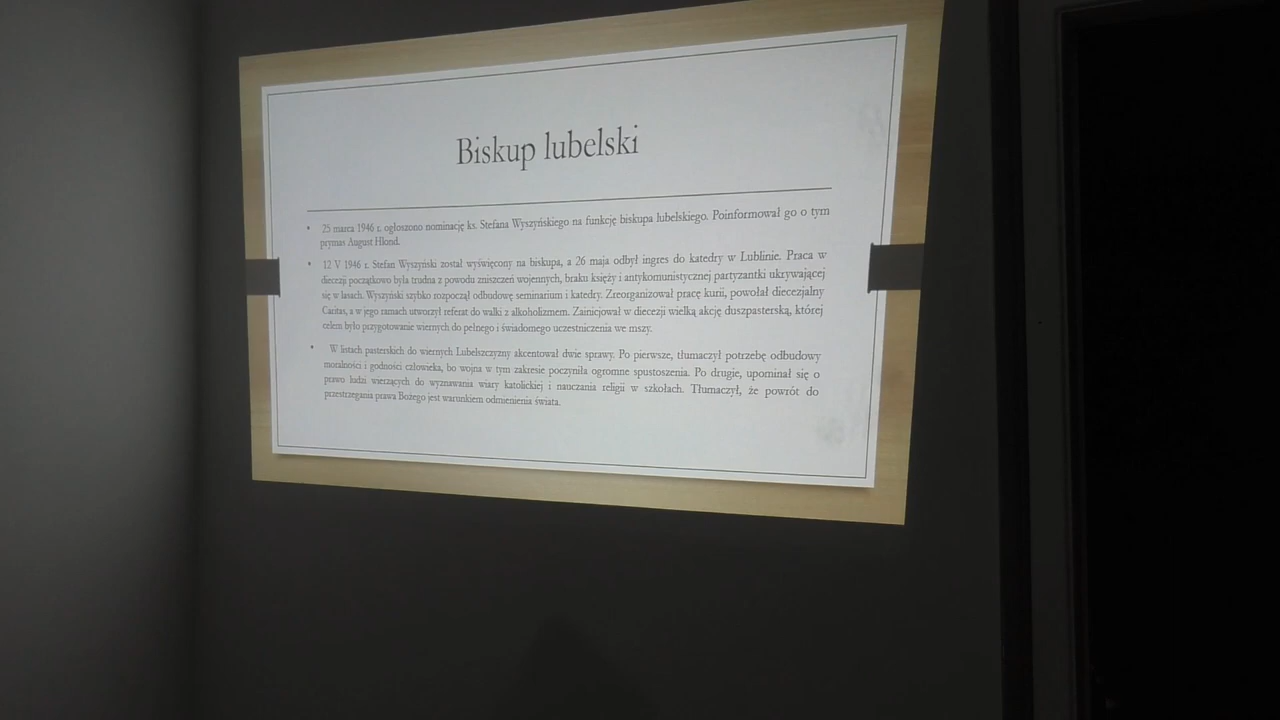 Biskup lubelski
• 25 marca 1946 r. ogłoszono nominację ks. Stefana Wyszyńskiego na funkcję biskupa lubelskiego. Poinformował go o tym
prymas August Hlond.
• 12 V 1946 r. Stefan Wyszyński został wyświęcony na biskupa, a 26 maja odbył ingres do katedry w Lublinie. Praca w
diecezji początkowo była trudna z powodu zniszczeń wojennych, braku księży i antykomunistycznej partyzantki ukrywającej
się w lasach. Wyszyński szybko rozpoczął odbudowę seminarium i katedry. Zreorganizował pracę kurii, powołał diecezjalny
Caritas, a w jego ramach utworzył referat do walki z alkoholizmem. Zainicjował w diecezji wielką akcję duszpasterską, której
celem było przygotowanie wiernych do pełnego i świadomego uczestniczenia we mszy.
• W listach pasterskich do wiernych Lubelszczyzny akcentował dwie sprawy. Po pierwsze, tłumaczył potrzebę odbudowy
moralności i godności człowieka, bo wojna w tym zakresie poczyniła ogromne spustoszenia. Po drugie, upominał się o
prawo ludzi wierzących do wyznawania wiary katolickiej i nauczania religii w szkołach. Tłumaczył, że powrót do
przestrzegania prawa Bożego jest warunkiem odmienienia świata.